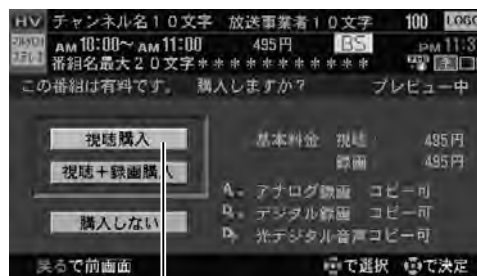 HV チャンネル名10文字 放送事業者10文字 100 LOGO
AM 10:00~ AM 11:00 495円 BS PM 11:3
番組名最大20文字************
この番組は有料です。 購入しますか? プレビュー中
視聴購入
視聴+録画購入
購入しない
基本料金 視聴 495円
録画 495円
A. アナログ録画 コピー可
D. デジタル録画 コピー可
D. 光デジタル音声コピー可
戻るで前画面 で選択 で決定